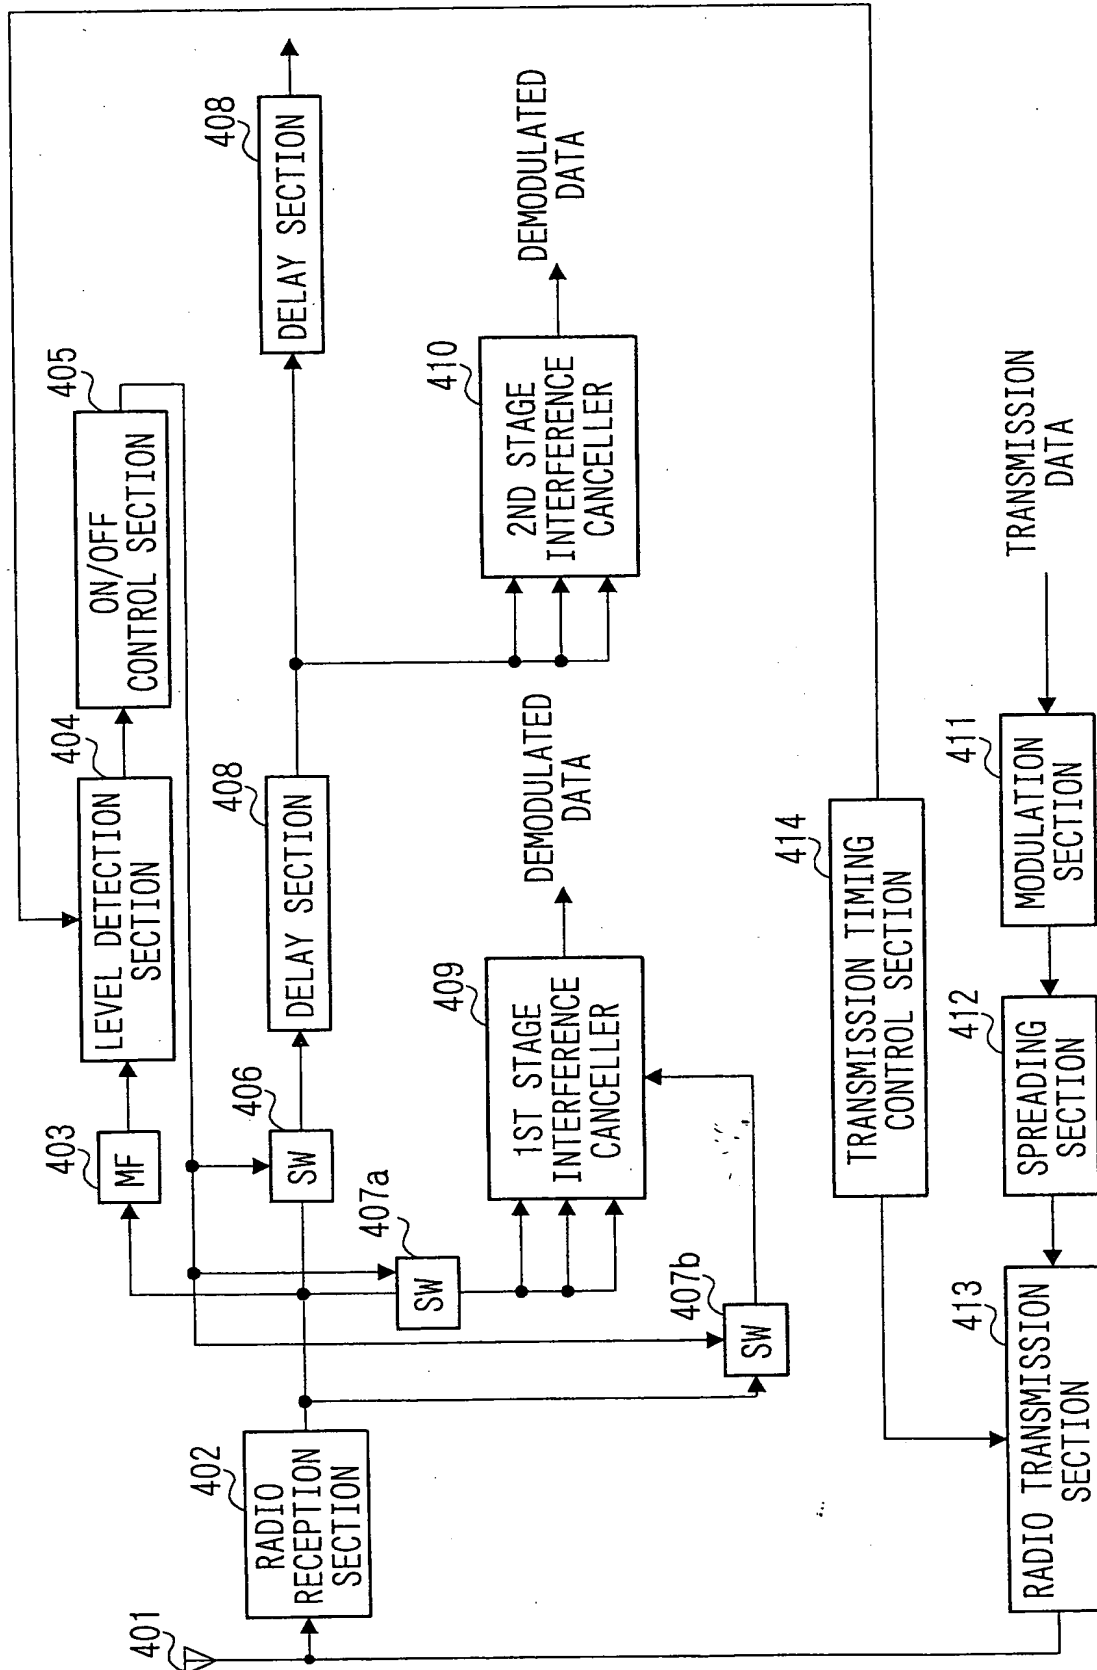 401
402
RADIO
RECEPTION
SECTION
403
MF
404
LEVEL DETECTION
SECTION
405
ON/OFF
CONTROL SECTION
406
SW
407a
SW
407b
SW
408
DELAY SECTION
408
DELAY SECTION
409
1ST STAGE
INTERFERENCE
CANCELLER
DEMODULATED
DATA
410
2ND STAGE
INTERFERENCE
CANCELLER
DEMODULATED
DATA
414
TRANSMISSION TIMING
CONTROL SECTION
413
RADIO TRANSMISSION
SECTION
412
SPREADING
SECTION
411
MODULATION
SECTION
TRANSMISSION
DATA